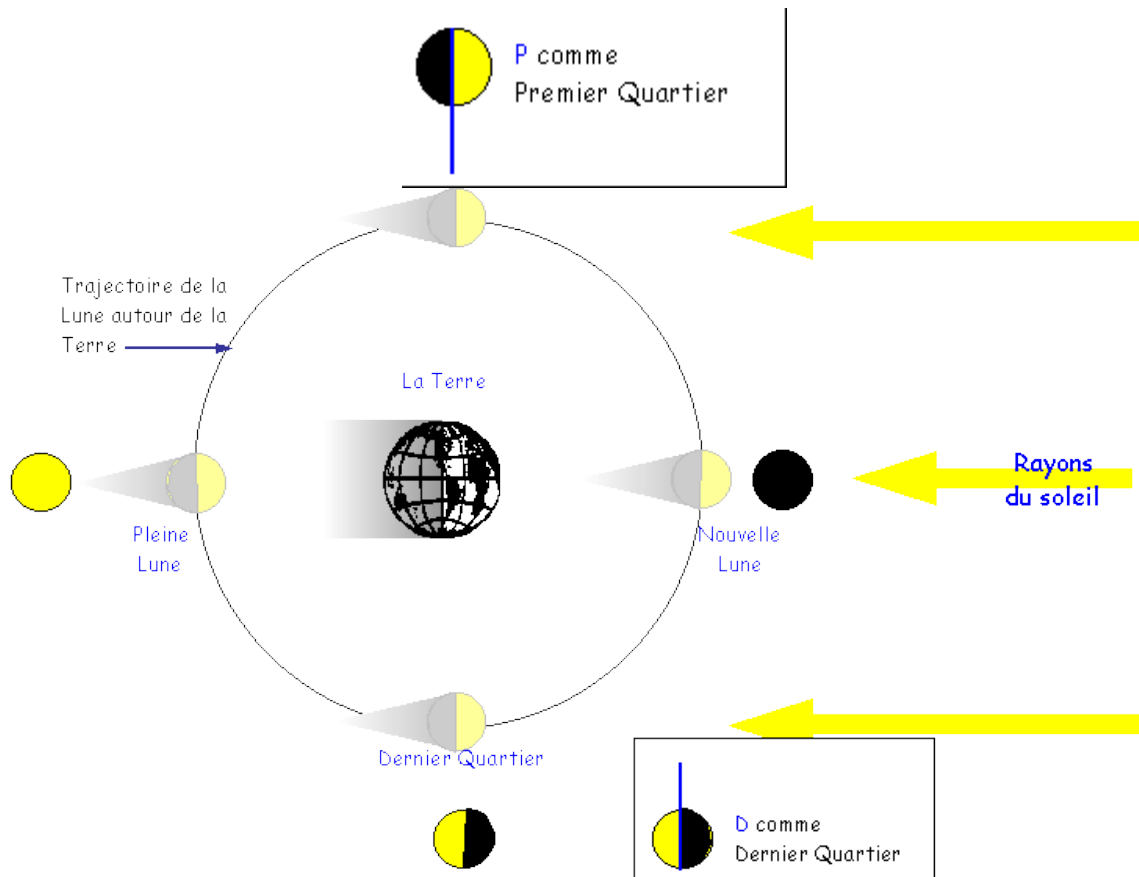 P comme
Premier Quartier
Trajectoire de la
Lune autour de la
Terre
La Terre
Rayons
du soleil
Pleine
Lune
Nouvelle
Lune
Dernier Quartier
D comme
Dernier Quartier